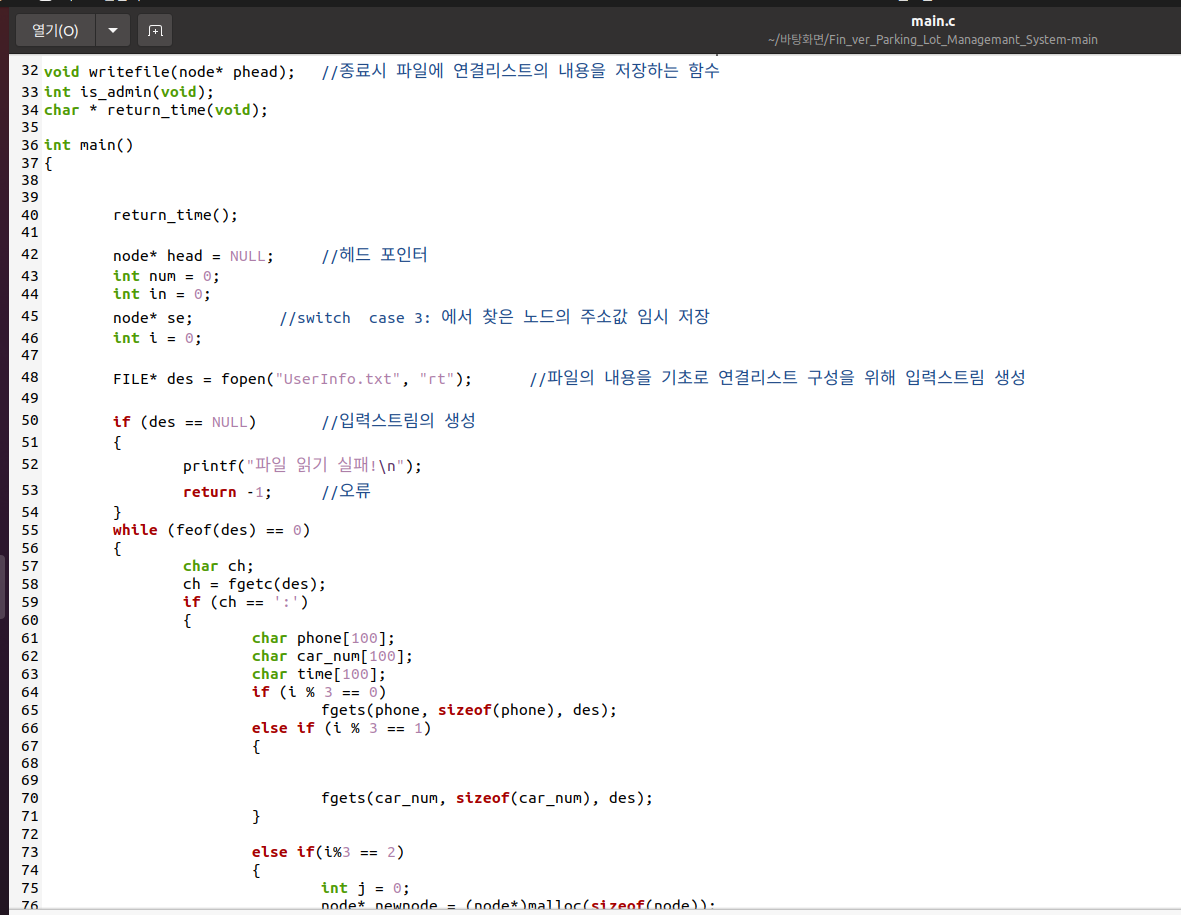 열기(O)
main.c
~/바탕화면/Fin_ver_Parking_Lot_Managemant_System-main
32 void writefile(node* phead);   //종료시 파일에 연결리스트의 내용을 저장하는 함수
33 int is_admin(void);
34 char * return_time(void);
35
36 int main()
37 {
38
39
40         return_time();
41
42         node* head = NULL;      //헤드 포인터
43         int num = 0;
44         int in = 0;
45         node* se;          //switch  case 3: 에서 찾은 노드의 주소값 임시 저장
46         int i = 0;
47
48         FILE* des = fopen("UserInfo.txt", "rt");       //파일의 내용을 기초로 연결리스트 구성을 위해 입력스트림 생성
49
50         if (des == NULL)        //입력스트림의 생성
51         {
52                 printf("파일 읽기 실패!\n");
53                 return -1;      //오류
54         }
55         while (feof(des) == 0)
56         {
57                 char ch;
58                 ch = fgetc(des);
59                 if (ch == ':')
60                 {
61                         char phone[100];
62                         char car_num[100];
63                         char time[100];
64                         if (i % 3 == 0)
65                                 fgets(phone, sizeof(phone), des);
66                         else if (i % 3 == 1)
67                         {
68
69
70                                 fgets(car_num, sizeof(car_num), des);
71                         }
72
73                         else if(i%3 == 2)
74                         {
75                                 int j = 0;
76                                 node* newnode = (node*)malloc(sizeof(node));